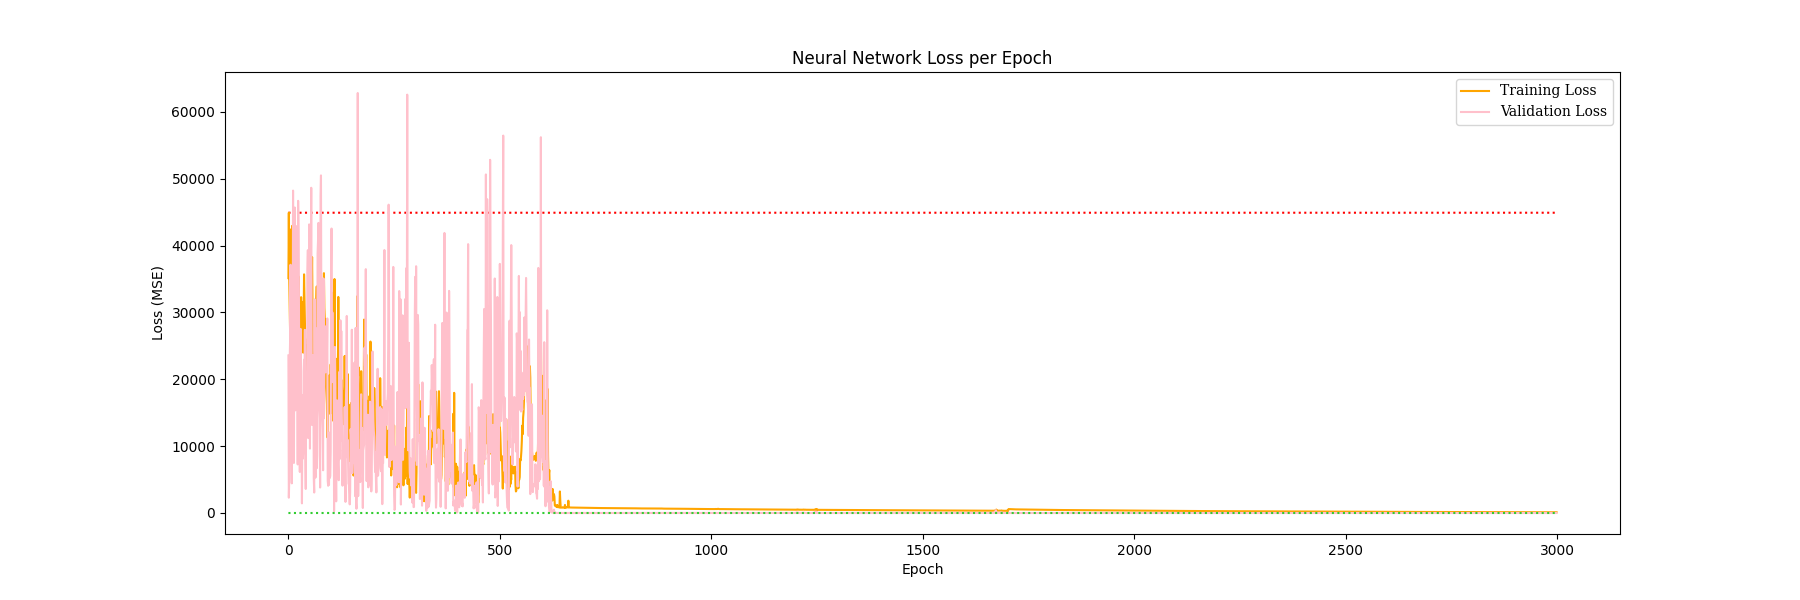 Neural Network Loss per Epoch
Training Loss
Validation Loss
Loss (MSE)
60000
50000
40000
30000
20000
10000
0
0 500 1000 1500 2000 2500 3000
Epoch